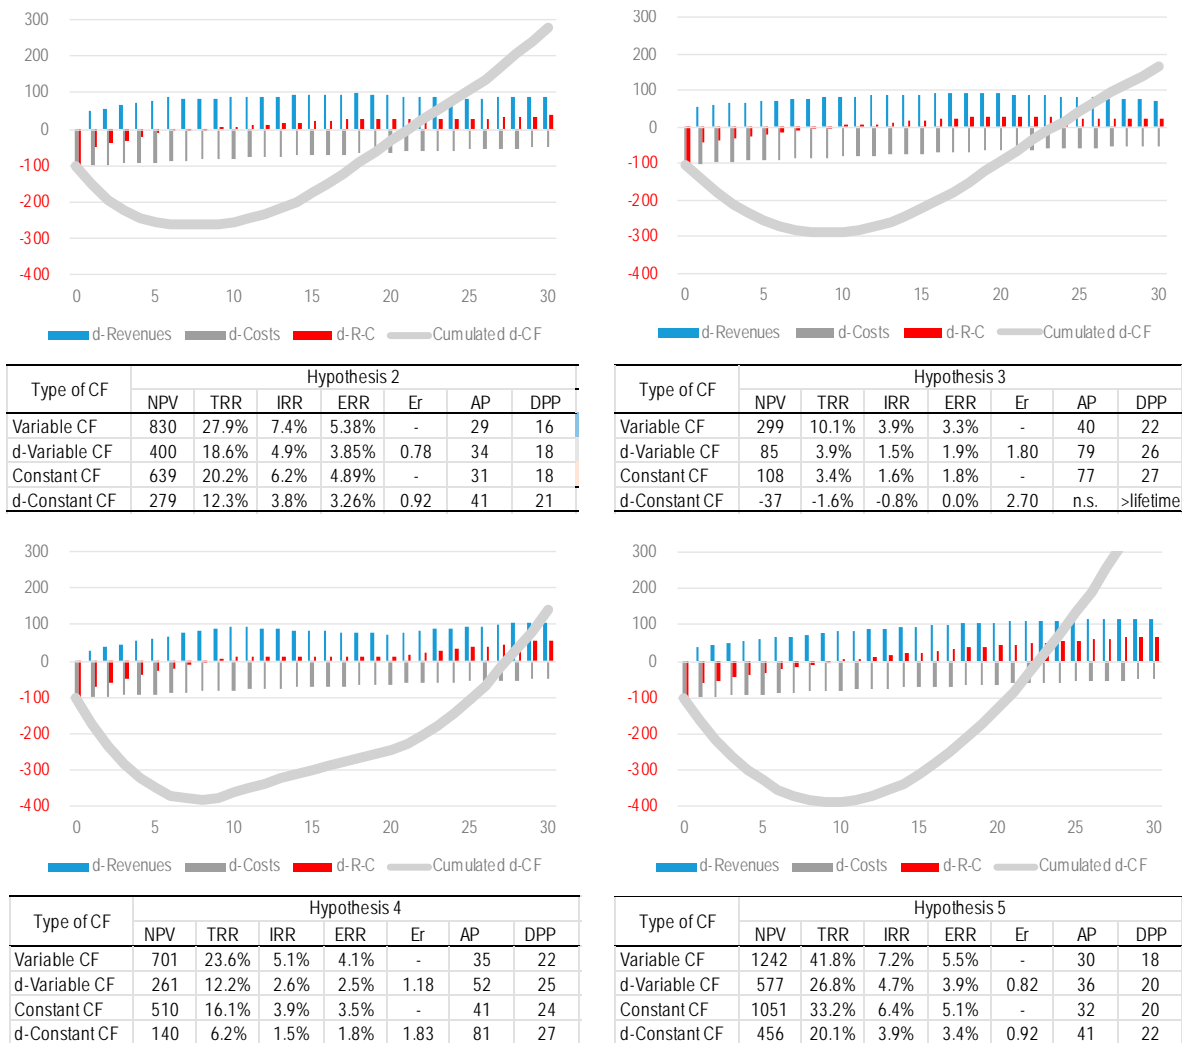 300
200
100
0
-100
-200
-300
-400
0 5 10 15 20 25 30
d-Revenues d-Costs d-R-C Cumulated d-CF
Type of CF Hypothesis 2
NPV TRR IRR ERR Er AP DPP
Variable CF 830 27.9% 7.4% 5.38% - 29 16
d-Variable CF 400 18.6% 4.9% 3.85% 0.78 34 18
Constant CF 639 20.2% 6.2% 4.89% - 31 18
d-Constant CF 279 12.3% 3.8% 3.26% 0.92 41 21
300
200
100
0
-100
-200
-300
-400
0 5 10 15 20 25 30
d-Revenues d-Costs d-R-C Cumulated d-CF
Type of CF Hypothesis 3
NPV TRR IRR ERR Er AP DPP
Variable CF 299 10.1% 3.9% 3.3% - 40 22
d-Variable CF 85 3.9% 1.5% 1.9% 1.80 79 26
Constant CF 108 3.4% 1.6% 1.8% - 77 27
d-Constant CF -37 -1.6% -0.8% 0.0% 2.70 n.s. >lifetime
300
200
100
0
-100
-200
-300
-400
0 5 10 15 20 25 30
d-Revenues d-Costs d-R-C Cumulated d-CF
Type of CF Hypothesis 4
NPV TRR IRR ERR Er AP DPP
Variable CF 701 23.6% 5.1% 4.1% - 35 22
d-Variable CF 261 12.2% 2.6% 2.5% 1.18 52 25
Constant CF 510 16.1% 3.9% 3.5% - 41 24
d-Constant CF 140 6.2% 1.5% 1.8% 1.83 81 27
300
200
100
0
-100
-200
-300
-400
0 5 10 15 20 25 30
d-Revenues d-Costs d-R-C Cumulated d-CF
Type of CF Hypothesis 5
NPV TRR IRR ERR Er AP DPP
Variable CF 1242 41.8% 7.2% 5.5% - 30 18
d-Variable CF 577 26.8% 4.7% 3.9% 0.82 36 20
Constant CF 1051 33.2% 6.4% 5.1% - 32 20
d-Constant CF 456 20.1% 3.9% 3.4% 0.92 41 22